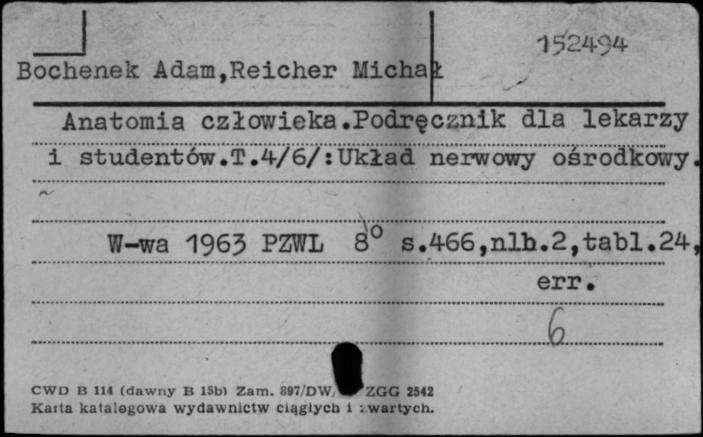 152494
Bochenek Adam,Reicher Michał
Anatomia człowieka.Podręcznik dla lekarzy
i studentów.T.4/6/:Układ nerwowy ośrodkowy.
W-wa 1963 PZWL 8° s.466,nlb.2,tabl.24,
err.
6
CWD B 114 (dawny B 15b) Zam. 897/DW/ ZGG 2542
Karta katalogowa wydawnictw ciągłych i zwartych.